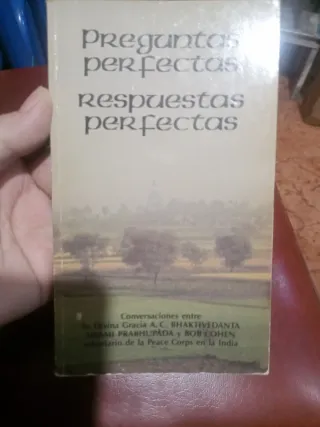 Preguntas
perfectas
respuestas
perfectas
Conversaciones entre
Su Divina Gracia A. C. BHAKTIVEDANTA
SWAMI PRABHUPADA y BOB COHEN
voluntario de la Peace Corps en la India